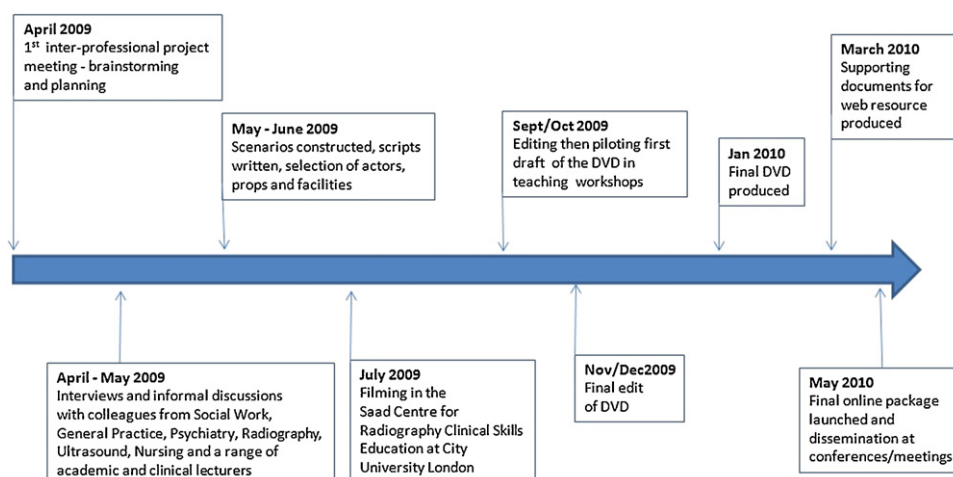 April 2009
1st inter-professional project
meeting - brainstorming
and planning
May - June 2009
Scenarios constructed, scripts
written, selection of actors,
props and facilities
Sept/Oct 2009
Editing then piloting first
draft of the DVD in
teaching workshops
Jan 2010
Final DVD
produced
March 2010
Supporting
documents for
web resource
produced
April - May 2009
Interviews and informal discussions
with colleagues from Social Work,
General Practice, Psychiatry, Radiography,
Ultrasound, Nursing and a range of
academic and clinical lecturers
July 2009
Filming in the
Saad Centre for
Radiography Clinical Skills
Education at City
University London
Nov/Dec2009
Final edit
of DVD
May 2010
Final online package
launched and
dissemination at
conferences/meetings